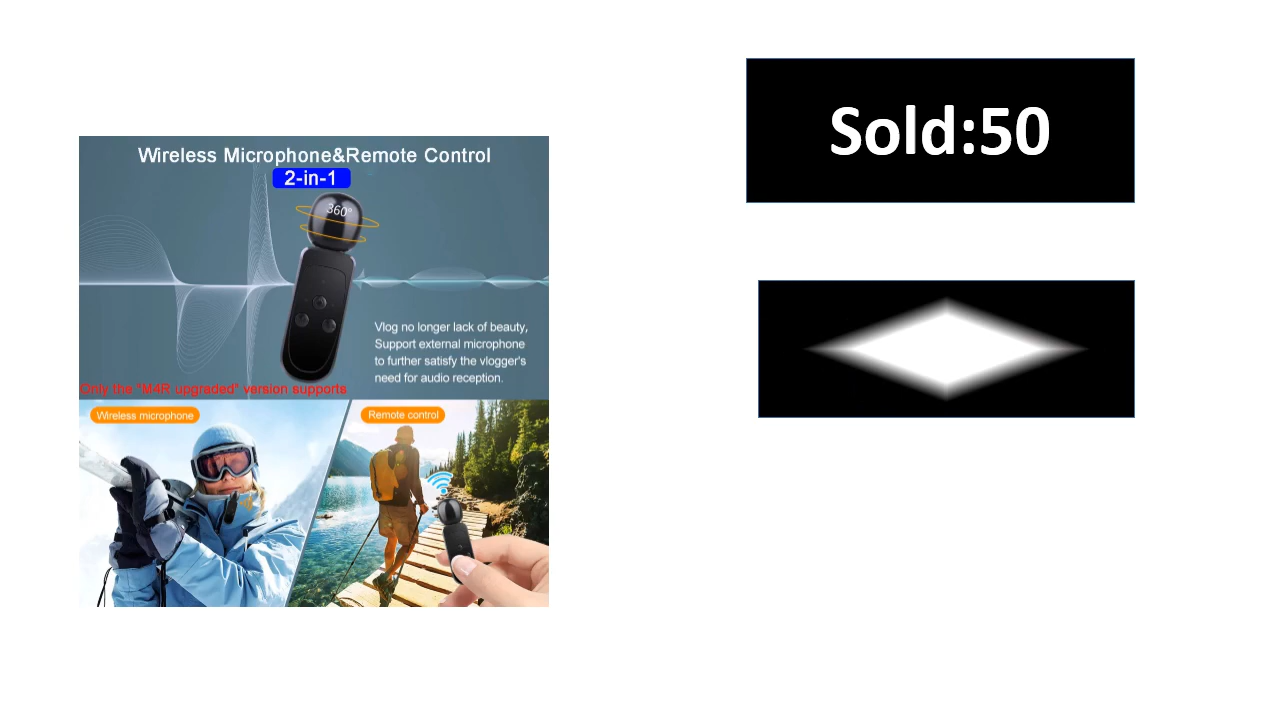 Wireless Microphone&Remote Control
2-in-1
360°
Vlog no longer lack of beauty,
Support external microphone
to further satisfy the vlogger's
need for audio reception.
Only the "M4R upgraded" version supports
Wireless microphone
Remote control
Sold:50